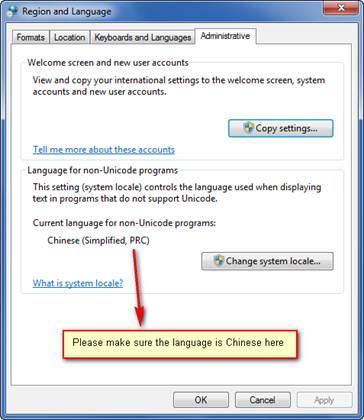 Region and Language
Formats
Location
Keyboards and Languages
Administrative
Welcome screen and new user accounts
View and copy your international settings to the welcome screen, system
accounts and new user accounts.
Copy settings...
Tell me more about these accounts
Language for non-Unicode programs
This setting (system locale) controls the language used when displaying
text in programs that do not support Unicode.
Current language for non-Unicode programs:
Chinese (Simplified, PRC)
Change system locale...
What is system locale?
Please make sure the language is Chinese here
OK
Cancel
Apply